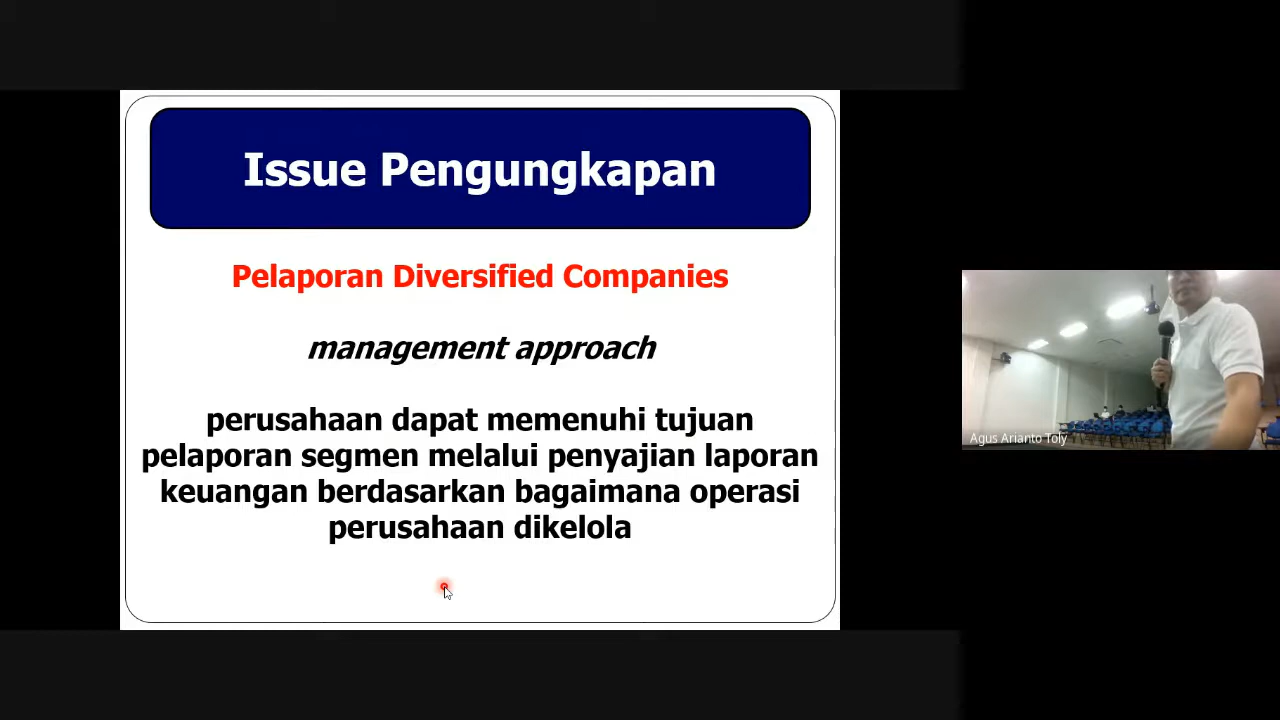 Issue Pengungkapan
Pelaporan Diversified Companies
management approach
perusahaan dapat memenuhi tujuan
pelaporan segmen melalui penyajian laporan
keuangan berdasarkan bagaimana operasi
perusahaan dikelola
Agus Arianto Toly